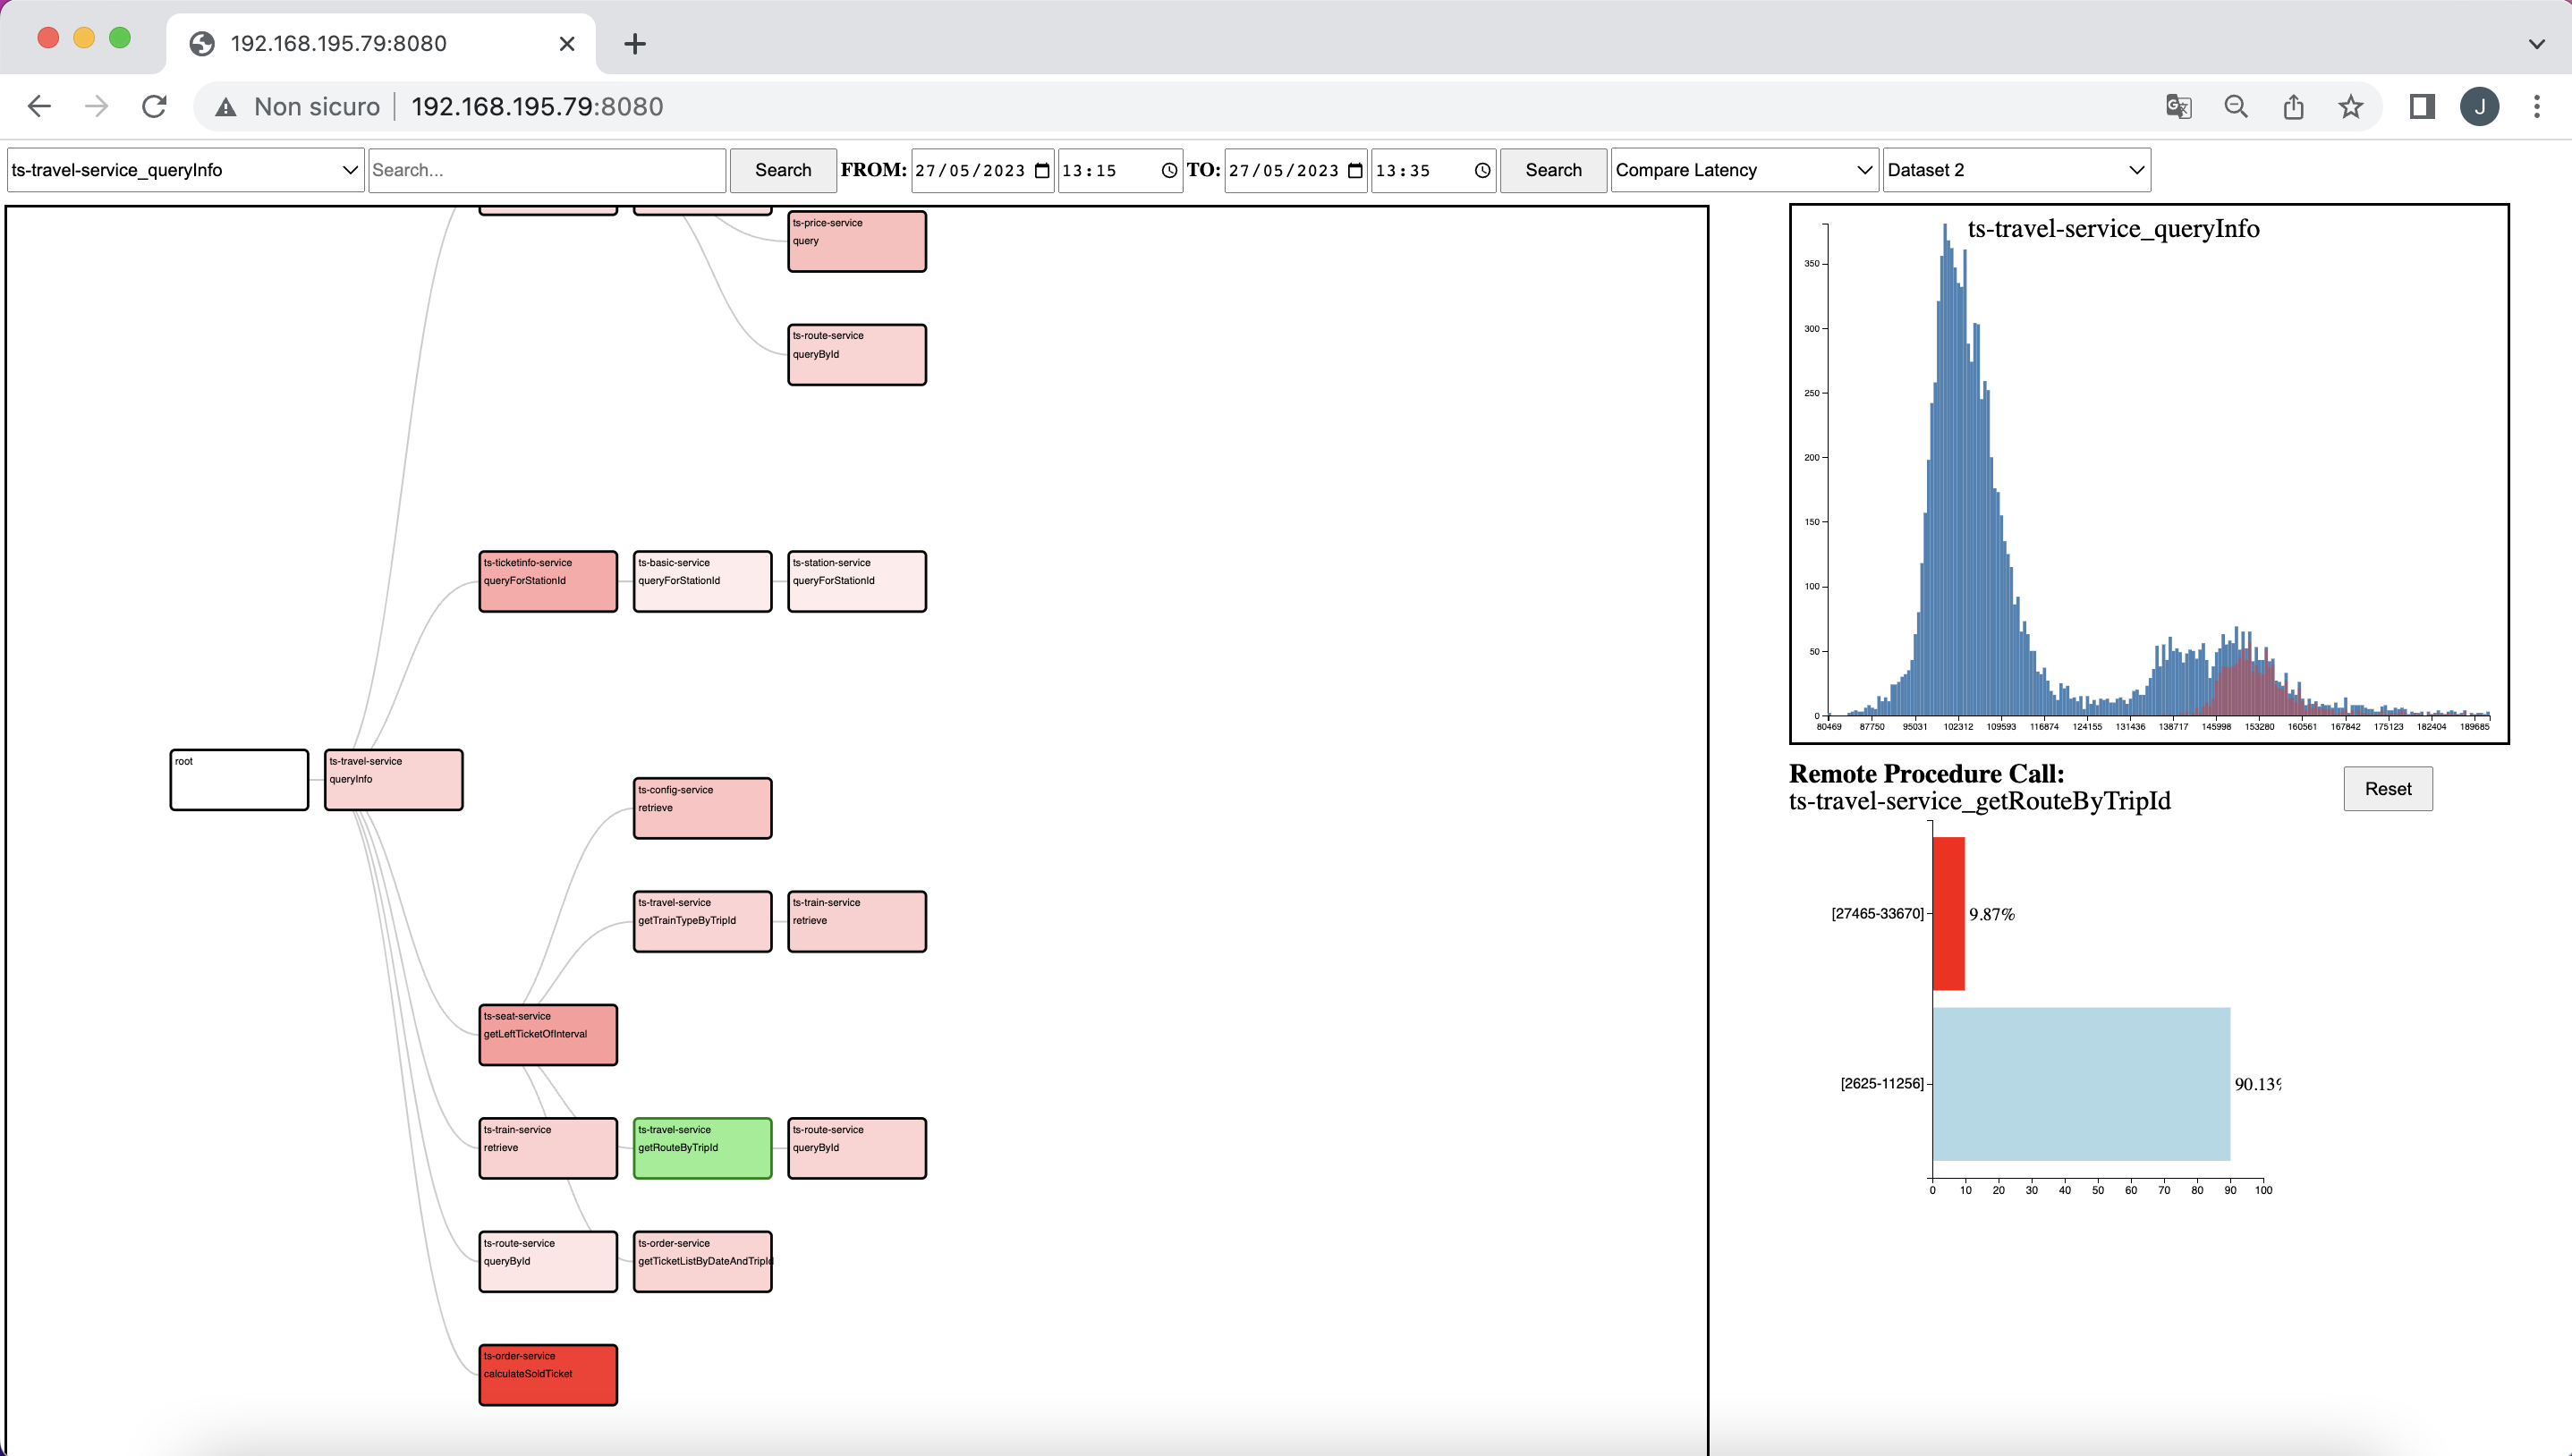 192.168.195.79:8080
Non sicuro
192.168.195.79:8080
J
ts-travel-service_queryInfo
Search...
Search
FROM:
27/05/2023
13:15
TO:
27/05/2023
13:35
Search
Compare Latency
Dataset 2
ts-price-service
query
ts-route-service
queryById
ts-ticketinfo-service
queryForStationId
ts-basic-service
queryForStationId
ts-station-service
queryForStationId
root
ts-travel-service
queryInfo
ts-config-service
retrieve
ts-travel-service
getTrainTypeByTripId
ts-train-service
retrieve
ts-seat-service
getLeftTicketOfInterval
ts-train-service
retrieve
ts-travel-service
getRouteByTripId
ts-route-service
queryById
ts-route-service
queryById
ts-order-service
getTicketListByDateAndTripId
ts-order-service
calculateSoldTicket
ts-travel-service_queryInfo
350
300
250
200
150
100
50
0
80469 87750 95031 102312 109593 116874 124155 131436 138717 145998 153280 160561 167842 175123 182404 189685
Remote Procedure Call:
ts-travel-service_getRouteByTripId
Reset
[27465-33670]
9.87%
[2625-11256]
90.13%
0 10 20 30 40 50 60 70 80 90 100